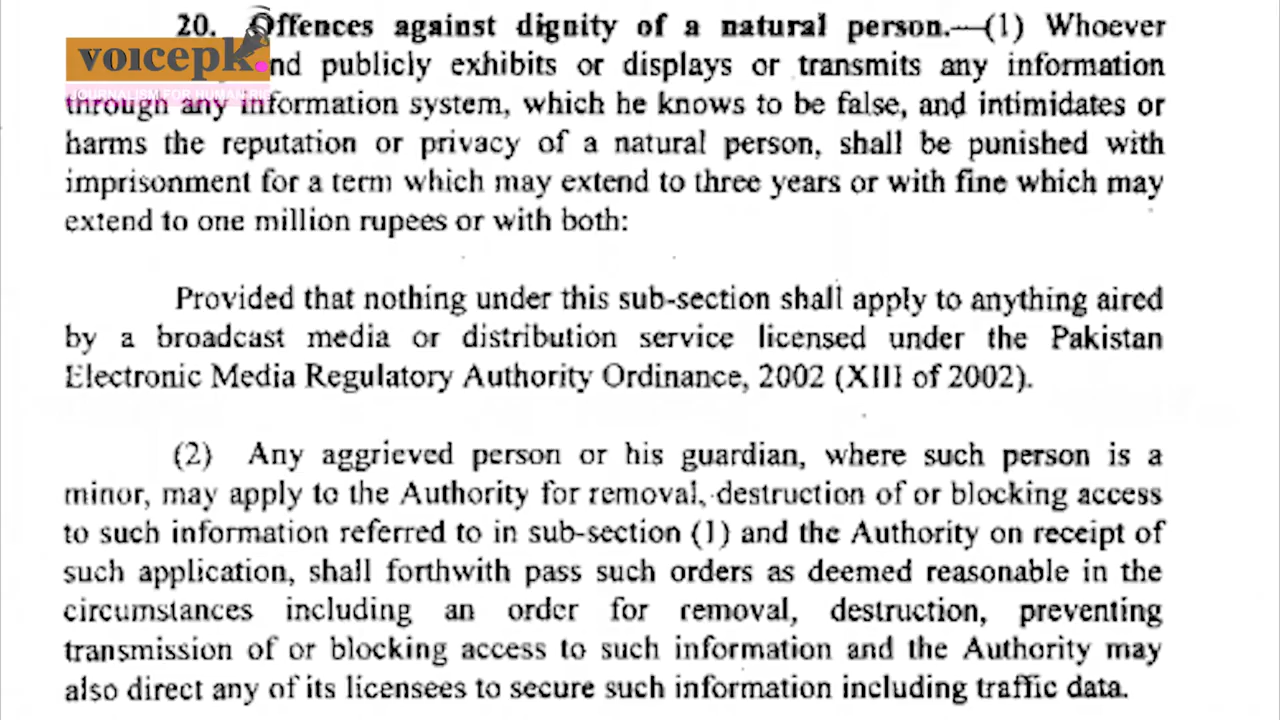 20. Offences against dignity of a natural person.—(1) Whoever
voicepk.
nd publicly exhibits or displays or transmits any information
JOURNALISM FOR HUMAN RI
through any information system, which he knows to be false, and intimidates or
harms the reputation or privacy of a natural person, shall be punished with
imprisonment for a term which may extend to three years or with fine which may
extend to one million rupees or with both:
Provided that nothing under this sub-section shall apply to anything aired
by a broadcast media or distribution service licensed under the Pakistan
Electronic Media Regulatory Authority Ordinance, 2002 (XIII of 2002).
(2) Any aggrieved person or his guardian, where such person is a
minor, may apply to the Authority for removal, destruction of or blocking access
to such information referred to in sub-section (1) and the Authority on receipt of
such application, shall forthwith pass such orders as deemed reasonable in the
circumstances including an order for removal, destruction, preventing
transmission of or blocking access to such information and the Authority may
also direct any of its licensees to secure such information including traffic data.